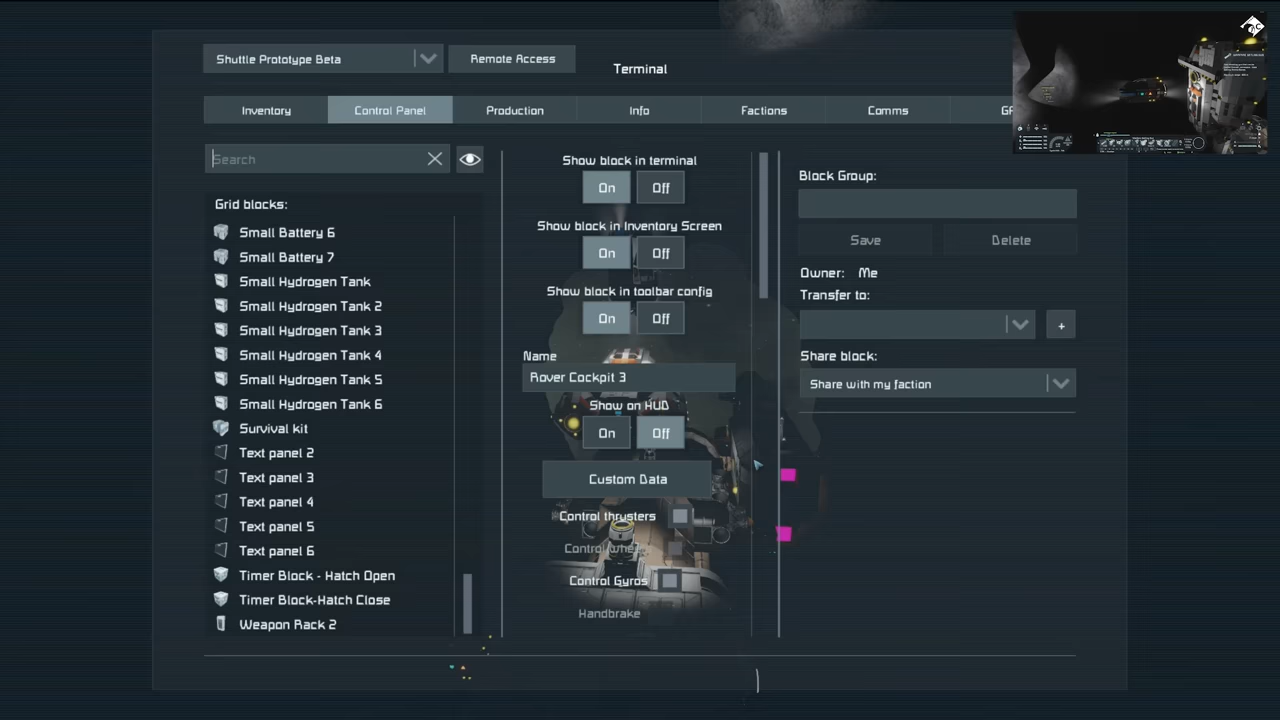 Shuttle Prototype Beta
Remote Access
Terminal
Inventory
Control Panel
Production
Info
Factions
Comms
Search
Grid blocks:
Small Battery 6
Small Battery 7
Small Hydrogen Tank
Small Hydrogen Tank 2
Small Hydrogen Tank 3
Small Hydrogen Tank 4
Small Hydrogen Tank 5
Small Hydrogen Tank 6
Survival kit
Text panel 2
Text panel 3
Text panel 4
Text panel 5
Text panel 6
Timer Block - Hatch Open
Timer Block-Hatch Close
Weapon Rack 2
Show block in terminal
On Off
Show block in Inventory Screen
On Off
Show block in toolbar config
On Off
Name
Rover Cockpit 3
Show on HUD
On Off
Custom Data
Control thrusters
Control wheels
Control Gyros
Handbrake
Block Group:
Save Delete
Owner: Me
Transfer to:
+
Share block:
Share with my faction